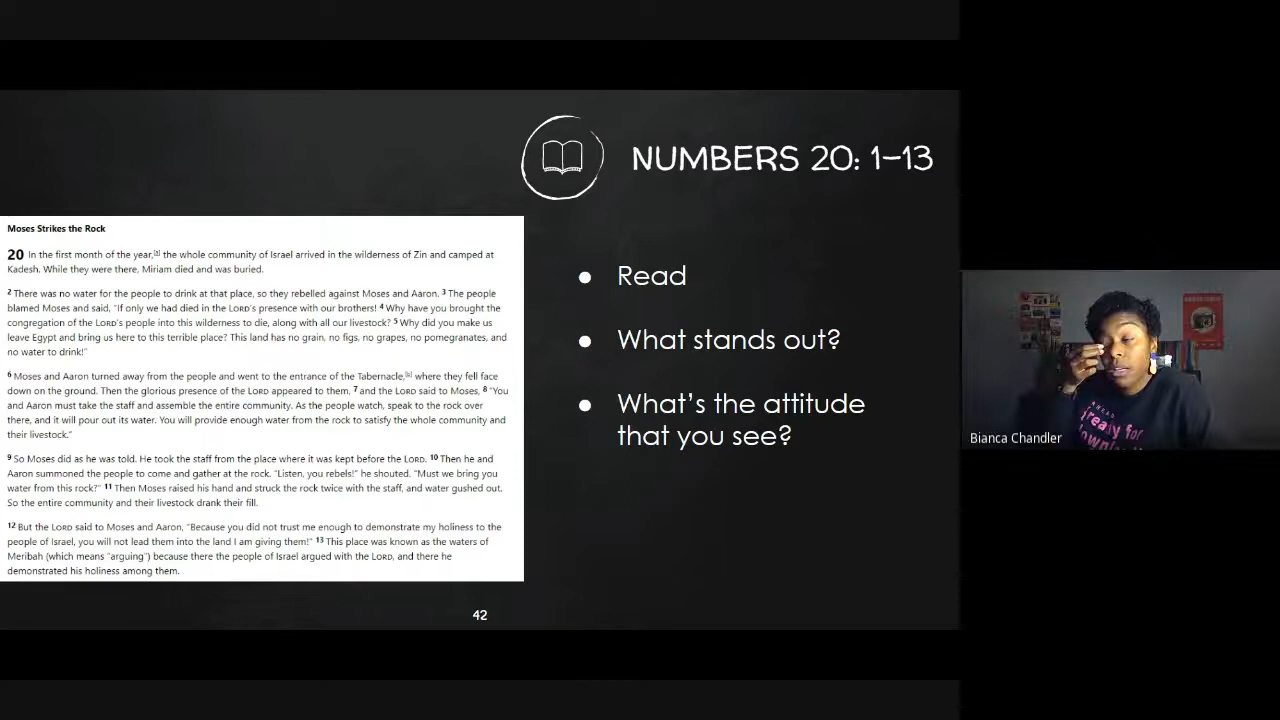 NUMBERS 20: 1–13
Moses Strikes the Rock
20 In the first month of the year,[a] the whole community of Israel arrived in the wilderness of Zin and camped at
Kadesh. While they were there, Miriam died and was buried.
2 There was no water for the people to drink at that place, so they rebelled against Moses and Aaron. 3 The people
blamed Moses and said, “If only we had died in the LORD’s presence with our brothers! 4 Why have you brought the
congregation of the LORD’s people into this wilderness to die, along with all our livestock? 5 Why did you make us
leave Egypt and bring us here to this terrible place? This land has no grain, no figs, no grapes, no pomegranates, and
no water to drink!”
6 Moses and Aaron turned away from the people and went to the entrance of the Tabernacle,[b] where they fell face
down on the ground. Then the glorious presence of the LORD appeared to them, 7 and the LORD said to Moses, 8 “You
and Aaron must take the staff and assemble the entire community. As the people watch, speak to the rock over
there, and it will pour out its water. You will provide enough water from the rock to satisfy the whole community and
their livestock.”
9 So Moses did as he was told. He took the staff from the place where it was kept before the LORD. 10 Then he and
Aaron summoned the people to come and gather at the rock. “Listen, you rebels!” he shouted. “Must we bring you
water from this rock?” 11 Then Moses raised his hand and struck the rock twice with the staff, and water gushed out.
So the entire community and their livestock drank their fill.
12 But the LORD said to Moses and Aaron, “Because you did not trust me enough to demonstrate my holiness to the
people of Israel, you will not lead them into the land I am giving them!” 13 This place was known as the waters of
Meribah (which means “arguing”) because there the people of Israel argued with the LORD, and there he
demonstrated his holiness among them.
● Read
● What stands out?
● What’s the attitude
that you see?
42
ready for
Bianca Chandler